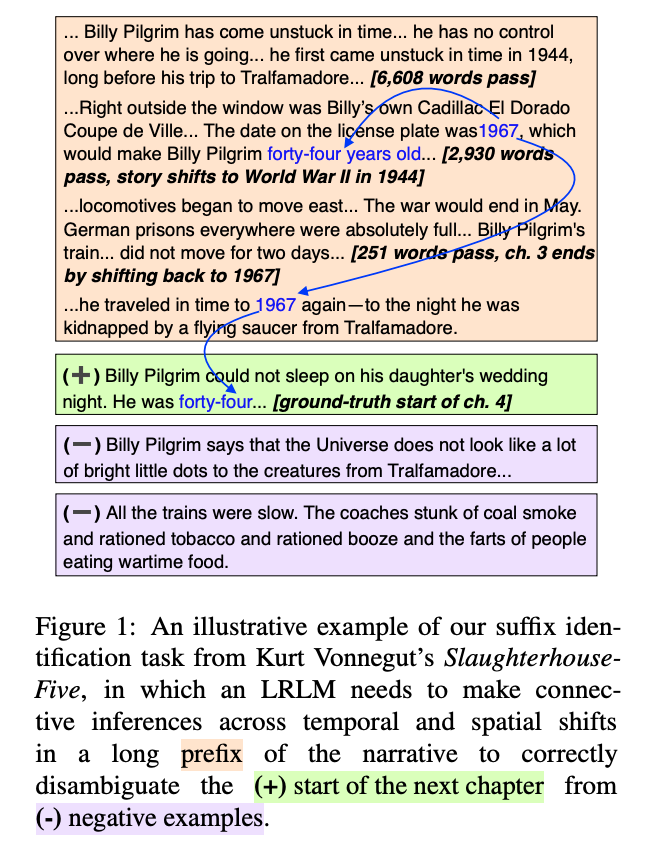 ... Billy Pilgrim has come unstuck in time... he has no control
over where he is going... he first came unstuck in time in 1944,
long before his trip to Tralfamadore... [6,608 words pass]
...Right outside the window was Billy's own Cadillac El Dorado
Coupe de Ville... The date on the license plate was1967, which
would make Billy Pilgrim forty-four years old... [2,930 words
pass, story shifts to World War II in 1944]
...locomotives began to move east... The war would end in May.
German prisons everywhere were absolutely full... Billy Pilgrim's
train... did not move for two days... [251 words pass, ch. 3 ends
by shifting back to 1967]
...he traveled in time to 1967 again—to the night he was
kidnapped by a flying saucer from Tralfamadore.
(+) Billy Pilgrim could not sleep on his daughter's wedding
night. He was forty-four... [ground-truth start of ch. 4]
(−) Billy Pilgrim says that the Universe does not look like a lot
of bright little dots to the creatures from Tralfamadore...
(−) All the trains were slow. The coaches stunk of coal smoke
and rationed tobacco and rationed booze and the farts of people
eating wartime food.
Figure 1: An illustrative example of our suffix iden-
tification task from Kurt Vonnegut's Slaughterhouse-
Five, in which an LRLM needs to make connec-
tive inferences across temporal and spatial shifts
in a long prefix of the narrative to correctly
disambiguate the (+) start of the next chapter from
(-) negative examples.